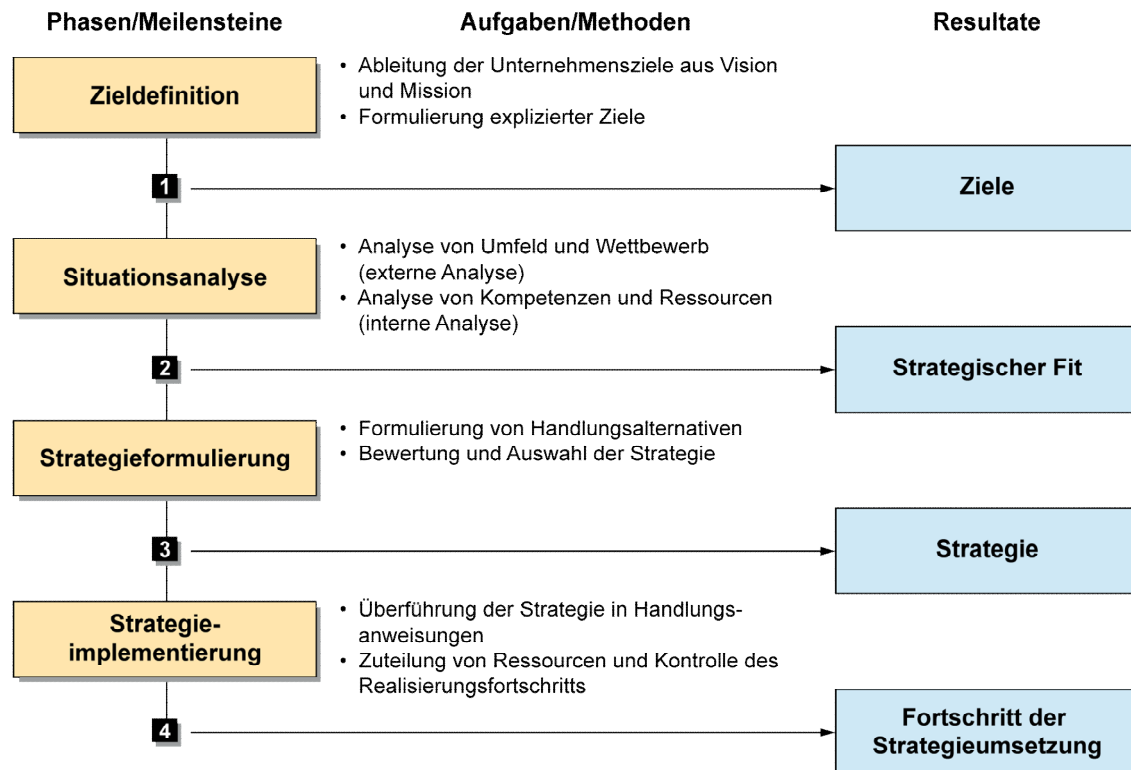 Phasen/Meilensteine
Aufgaben/Methoden
Resultate
Zieldefinition
• Ableitung der Unternehmensziele aus Vision
und Mission
• Formulierung explizierter Ziele
1
Ziele
Situationsanalyse
• Analyse von Umfeld und Wettbewerb
(externe Analyse)
• Analyse von Kompetenzen und Ressourcen
(interne Analyse)
2
Strategischer Fit
Strategieformulierung
• Formulierung von Handlungsalternativen
• Bewertung und Auswahl der Strategie
3
Strategie
Strategie-
implementierung
• Überführung der Strategie in Handlungs-
anweisungen
• Zuteilung von Ressourcen und Kontrolle des
Realisierungsfortschritts
4
Fortschritt der
Strategieumsetzung